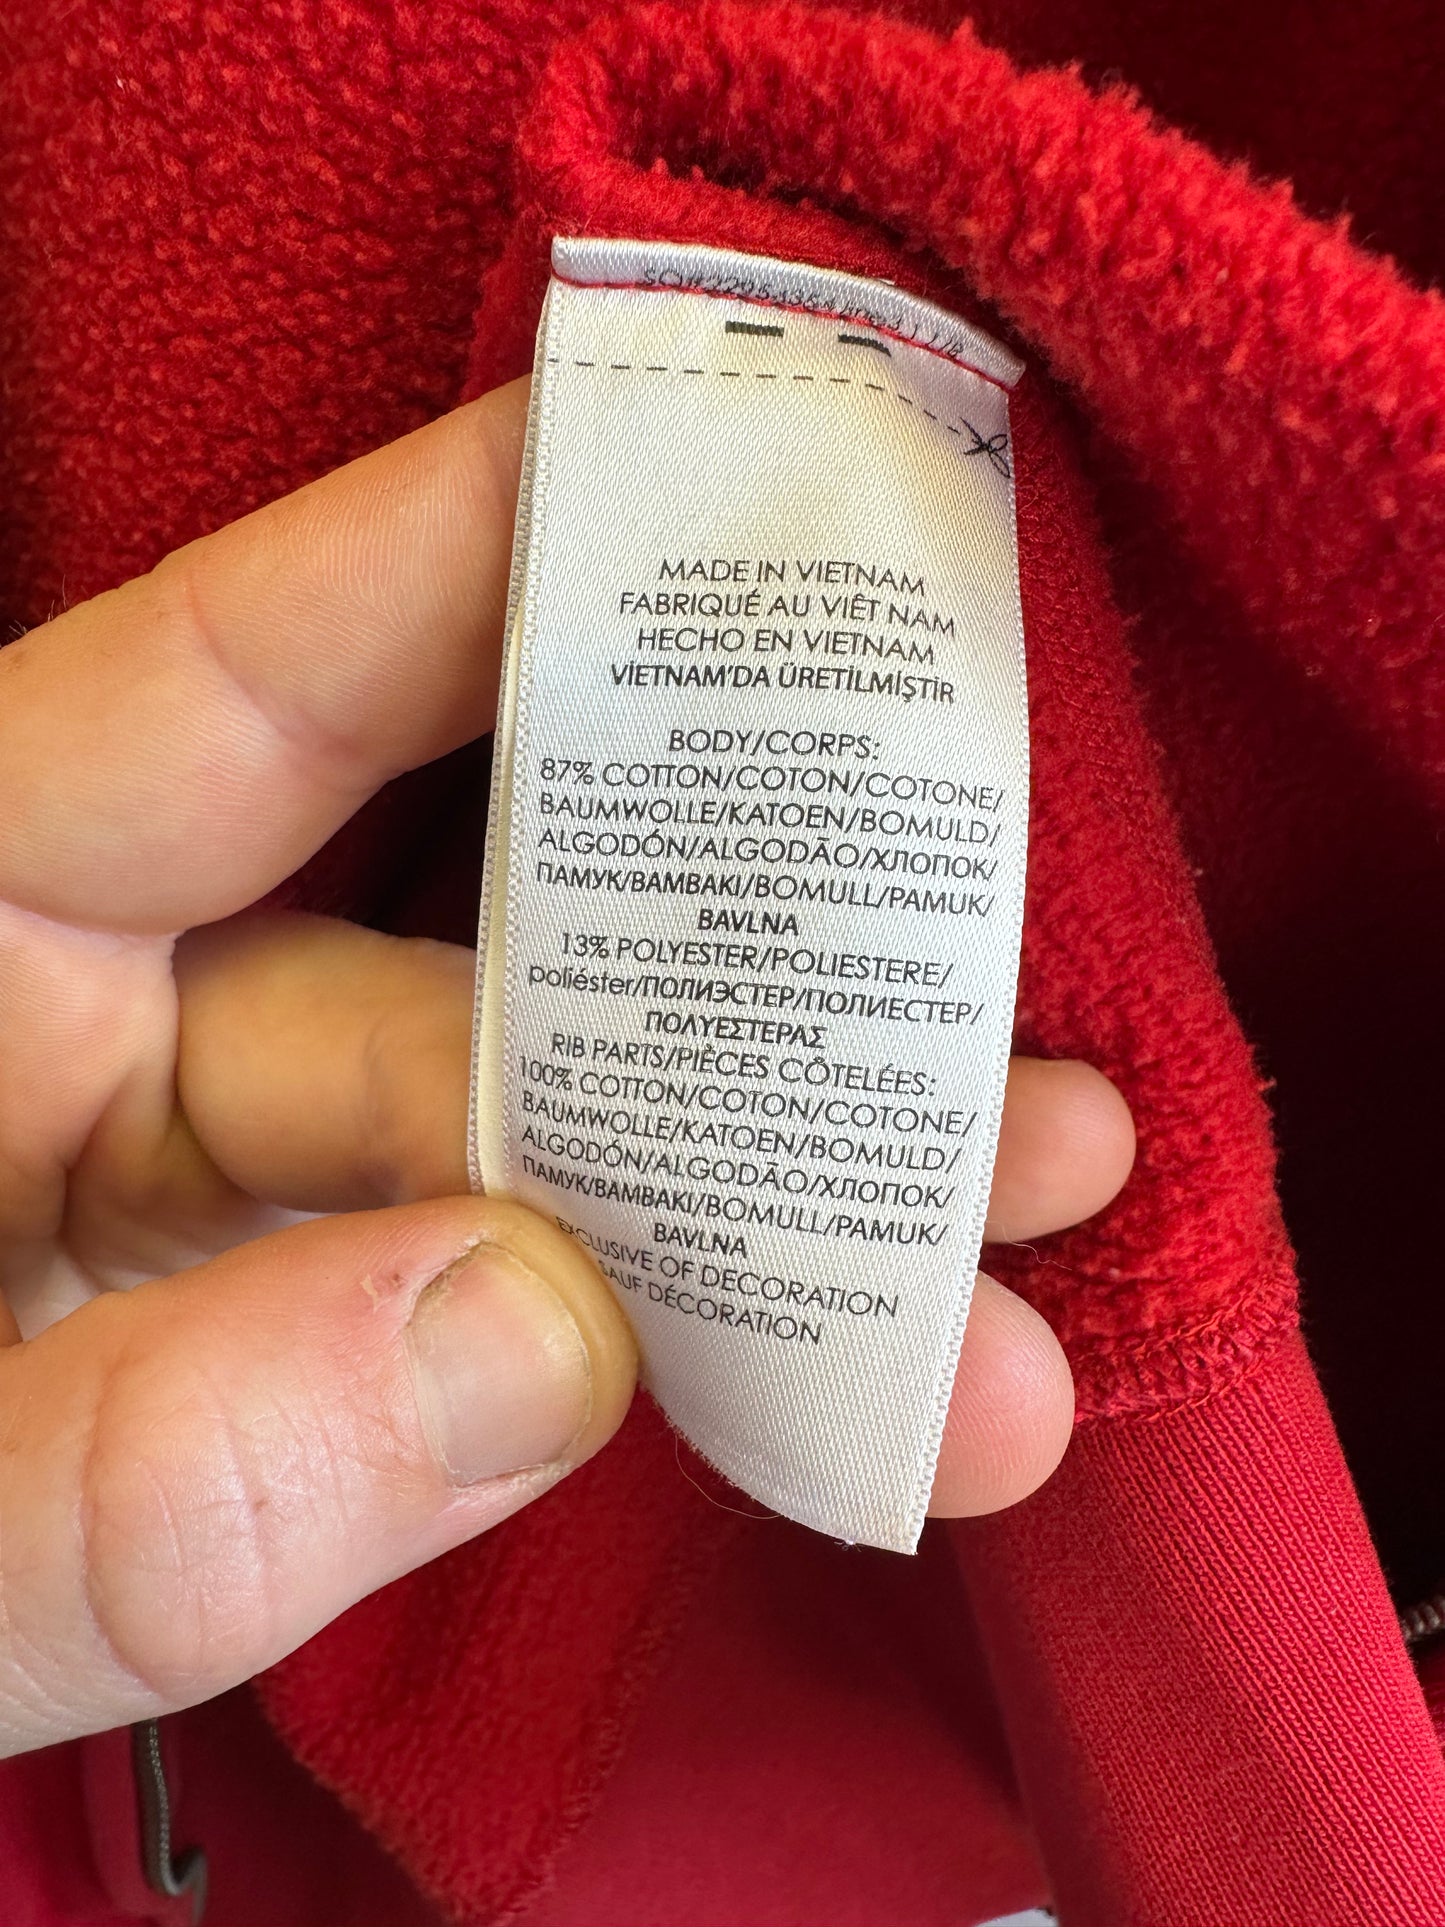 MADE IN VIETNAM
FABRIQUÉ AU VIÊT NAM
HECHO EN VIETNAM
VİETNAM'DA ÜRETİLMİŞTİR
BODY/CORPS:
87% COTTON/COTON/COTONE/
BAUMWOLLE/KATOEN/BOMULD/
ALGODÓN/ALGODÃO/ХЛОПОК/
ПАМУК/ΒΑΜΒΑΚΙ/BOMULL/PAMUK/
BAVLNA
13% POLYESTER/POLIESTERE/
poliéster/ПОЛИЭСТЕР/ПОЛИЕСТЕР/
ΠΟΛΥΕΣΤΕΡΑΣ
RIB PARTS/PIÈCES CÔTELÉES:
100% COTTON/COTON/COTONE/
BAUMWOLLE/KATOEN/BOMULD/
ALGODÓN/ALGODÃO/ХЛОПОК/
ПАМУК/ΒΑΜΒΑΚΙ/BOMULL/PAMUK/
BAVLNA
EXCLUSIVE OF DECORATION
SAUF DÉCORATION